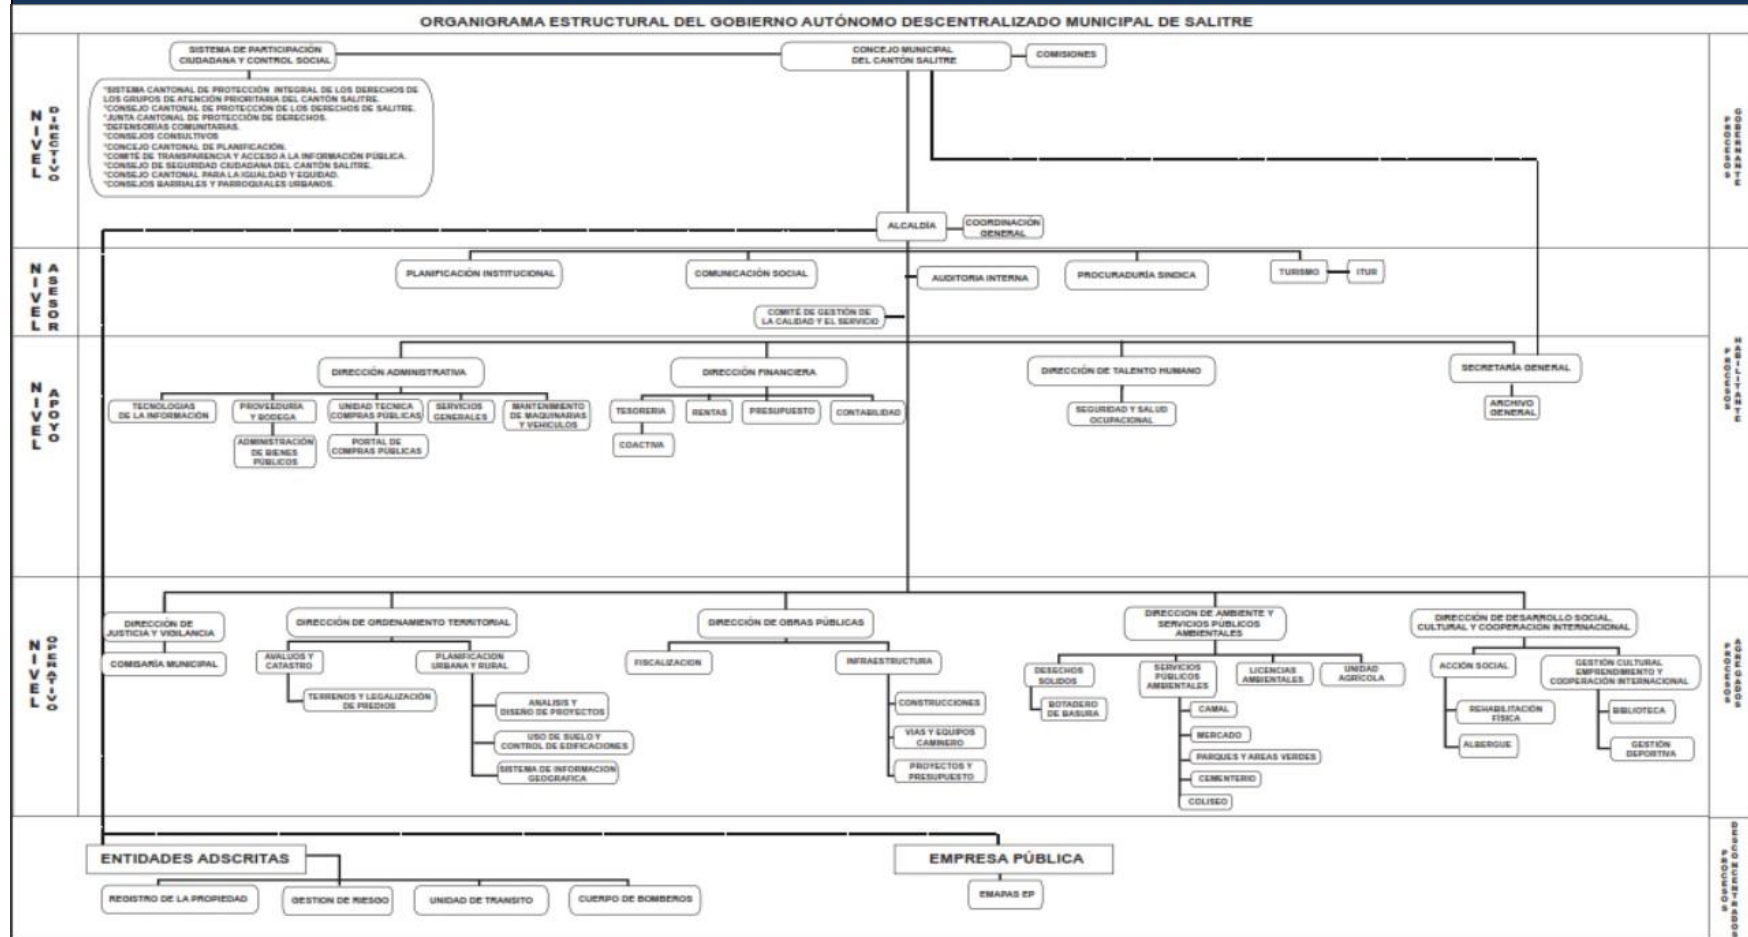 ORGANIGRAMA ESTRUCTURAL DEL GOBIERNO AUTÓNOMO DESCENTRALIZADO MUNICIPAL DE SALITRE
NIVEL DIRECTIVO
SISTEMA DE PARTICIPACIÓN
CIUDADANA Y CONTROL SOCIAL
CONCEJO MUNICIPAL
DEL CANTÓN SALITRE
COMISIONES
*SISTEMA CANTONAL DE PROTECCIÓN INTEGRAL DE LOS DERECHOS DE
LOS GRUPOS DE ATENCIÓN PRIORITARIA DEL CANTÓN SALITRE.
*CONSEJO CANTONAL DE PROTECCIÓN DE LOS DERECHOS DE SALITRE.
*JUNTA CANTONAL DE PROTECCIÓN DE DERECHOS.
*DEFENSORIAS COMUNITARIAS.
*CONSEJOS CONSULTIVOS
*CONCEJO CANTONAL DE PLANIFICACIÓN.
*COMITÉ DE TRANSPARENCIA Y ACCESO A LA INFORMACIÓN PÚBLICA.
*CONSEJO DE SEGURIDAD CIUDADANA DEL CANTÓN SALITRE.
*CONSEJO CANTONAL PARA LA IGUALDAD Y EQUIDAD.
*CONSEJOS BARRIALES Y PARROQUIALES URBANOS.
PROCESOS GOBERNANTE
ALCALDÍA
COORDINACIÓN
GENERAL
NIVEL ASESOR
PLANIFICACIÓN INSTITUCIONAL
COMUNICACIÓN SOCIAL
AUDITORIA INTERNA
PROCURADURÍA SINDICA
TURISMO
ITUR
COMITÉ DE GESTIÓN DE
LA CALIDAD Y EL SERVICIO
PROCESOS HABILITANTE
NIVEL APOYO
DIRECCIÓN ADMINISTRATIVA
DIRECCIÓN FINANCIERA
DIRECCIÓN DE TALENTO HUMANO
SECRETARÍA GENERAL
TECNOLOGIAS
DE LA INFORMACIÓN
PROVEEDURÍA
Y BODEGA
UNIDAD TECNICA
COMPRAS PÚBLICAS
SERVICIOS
GENERALES
MANTENIMIENTO
DE MAQUINARIAS
Y VEHICULOS
TESORERIA
RENTAS
PRESUPUESTO
CONTABILIDAD
SEGURIDAD Y SALUD
OCUPACIONAL
ARCHIVO
GENERAL
ADMINISTRACIÓN
DE BIENES
PÚBLICOS
PORTAL DE
COMPRAS PÚBLICAS
COACTIVA
NIVEL OPERATIVO
DIRECCIÓN DE
JUSTICIA Y VIGILANCIA
DIRECCIÓN DE ORDENAMIENTO TERRITORIAL
DIRECCIÓN DE OBRAS PÚBLICAS
DIRECCION DE AMBIENTE Y
SERVICIOS PÚBLICOS
AMBIENTALES
DIRECCIÓN DE DESARROLLO SOCIAL,
CULTURAL Y COOPERACION INTERNACIONAL
PROCESOS AGREGADOS
COMISARÍA MUNICIPAL
AVALUOS Y
CATASTRO
PLANIFICACION
URBANA Y RURAL
FISCALIZACION
INFRAESTRUCTURA
DESECHOS
SOLIDOS
SERVICIOS
PÚBLICOS
AMBIENTALES
LICENCIAS
AMBIENTALES
UNIDAD
AGRÍCOLA
ACCIÓN SOCIAL
GESTIÓN CULTURAL
EMPRENDIMIENTO Y
COOPERACIÓN INTERNACIONAL
TERRENOS Y LEGALIZACIÓN
DE PREDIOS
ANALISIS Y
DISEÑO DE PROYECTOS
USO DE SUELO Y
CONTROL DE EDIFICACIONES
SISTEMA DE INFORMACION
GEOGRAFICA
CONSTRUCCIONES
VIAS Y EQUIPOS
CAMINERO
PROYECTOS Y
PRESUPUESTO
BOTADERO
DE BASURA
CAMAL
MERCADO
PARQUES Y AREAS VERDES
CEMENTERIO
COLISEO
REHABILITACIÓN
FÍSICA
ALBERGUE
BIBLIOTECA
GESTIÓN
DEPORTIVA
ENTIDADES ADSCRITAS
EMPRESA PÚBLICA
PROCESOS DESCONCENTRADOS
REGISTRO DE LA PROPIEDAD
GESTION DE RIESGO
UNIDAD DE TRANSITO
CUERPO DE BOMBEROS
EMAPAS EP